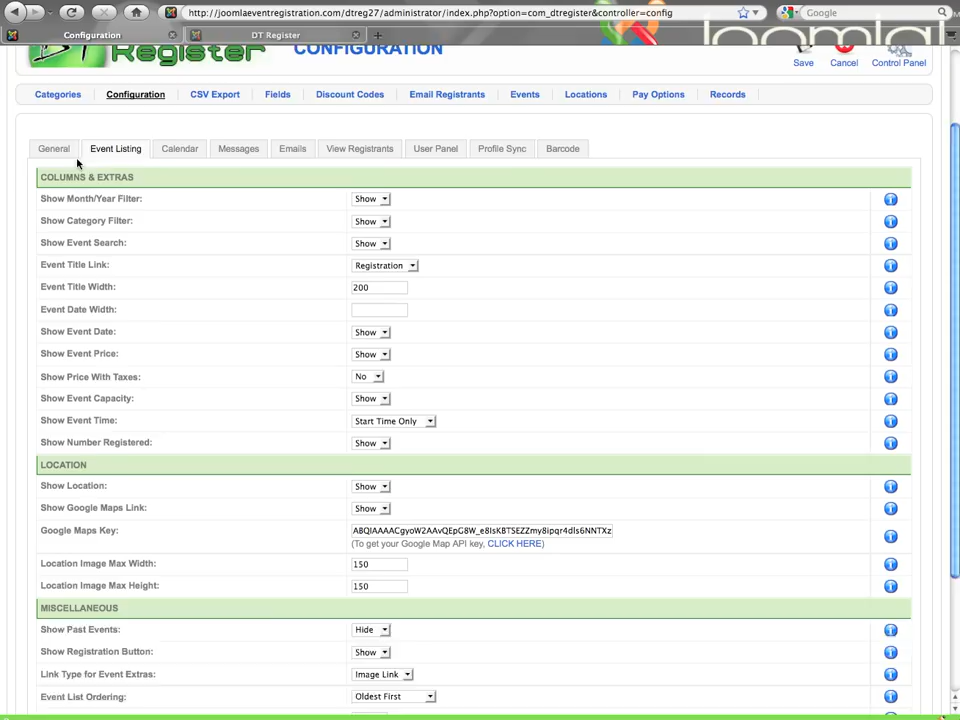 http://joomlaeventregistration.com/dtreg27/administrator/index.php?option=com_dtregister&controller=config
Google
Configuration
DT Register
Register
CONFIGURATION
Joomla!
Save
Cancel
Control Panel
Categories
Configuration
CSV Export
Fields
Discount Codes
Email Registrants
Events
Locations
Pay Options
Records
General
Event Listing
Calendar
Messages
Emails
View Registrants
User Panel
Profile Sync
Barcode
COLUMNS & EXTRAS
Show Month/Year Filter:
Show
Show Category Filter:
Show
Show Event Search:
Show
Event Title Link:
Registration
Event Title Width:
200
Event Date Width:
Show Event Date:
Show
Show Event Price:
Show
Show Price With Taxes:
No
Show Event Capacity:
Show
Show Event Time:
Start Time Only
Show Number Registered:
Show
LOCATION
Show Location:
Show
Show Google Maps Link:
Show
Google Maps Key:
(To get your Google Map API key, CLICK HERE)
Location Image Max Width:
150
Location Image Max Height:
150
MISCELLANEOUS
Show Past Events:
Hide
Show Registration Button:
Show
Link Type for Event Extras:
Image Link
Event List Ordering:
Oldest First